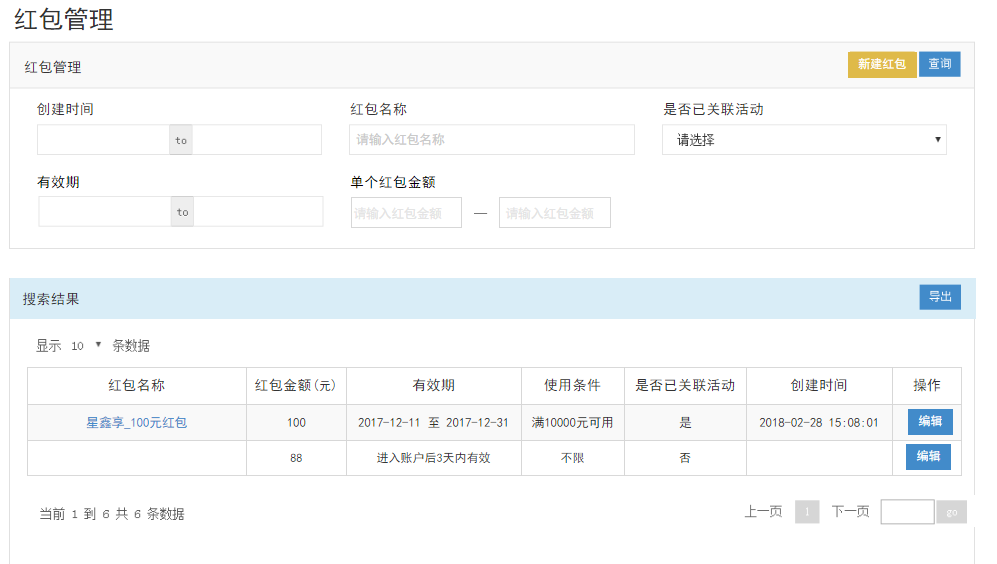 红包管理
红包管理 新建红包 查询
创建时间 红包名称 是否已关联活动
to 请输入红包名称 请选择
有效期 单个红包金额
to 请输入红包金额 — 请输入红包金额
搜索结果 导出
显示 10 条数据
红包名称 红包金额(元) 有效期 使用条件 是否已关联活动 创建时间 操作
星鑫享_100元红包 100 2017-12-11 至 2017-12-31 满10000元可用 是 2018-02-28 15:08:01 编辑
88 进入账户后3天内有效 不限 否 编辑
当前 1 到 6 共 6 条数据 上一页 1 下一页 go